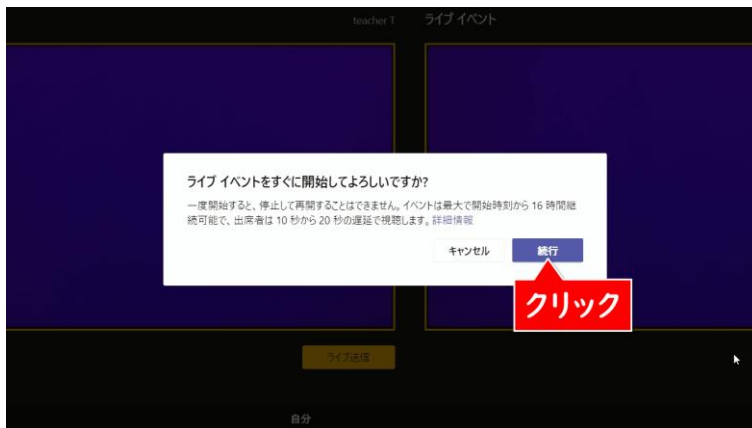 teacher 1
ライブ イベント
ライブ イベントをすぐに開始してよろしいですか?
一度開始すると、停止して再開することはできません。イベントは最大で開始時刻から 16 時間継
続可能で、出席者は 10 秒から 20 秒の遅延で視聴します。詳細情報
キャンセル
続行
クリック
ライブ送信
自分